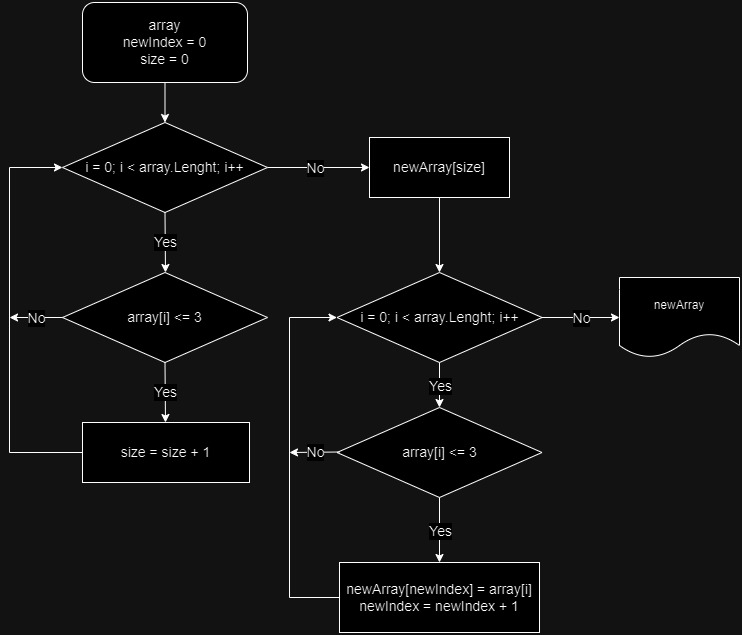 array
newIndex = 0
size = 0
i = 0; i < array.Lenght; i++
No
newArray[size]
Yes
array[i] <= 3
No
Yes
size = size + 1
i = 0; i < array.Lenght; i++
No
newArray
Yes
array[i] <= 3
No
Yes
newArray[newIndex] = array[i]
newIndex = newIndex + 1